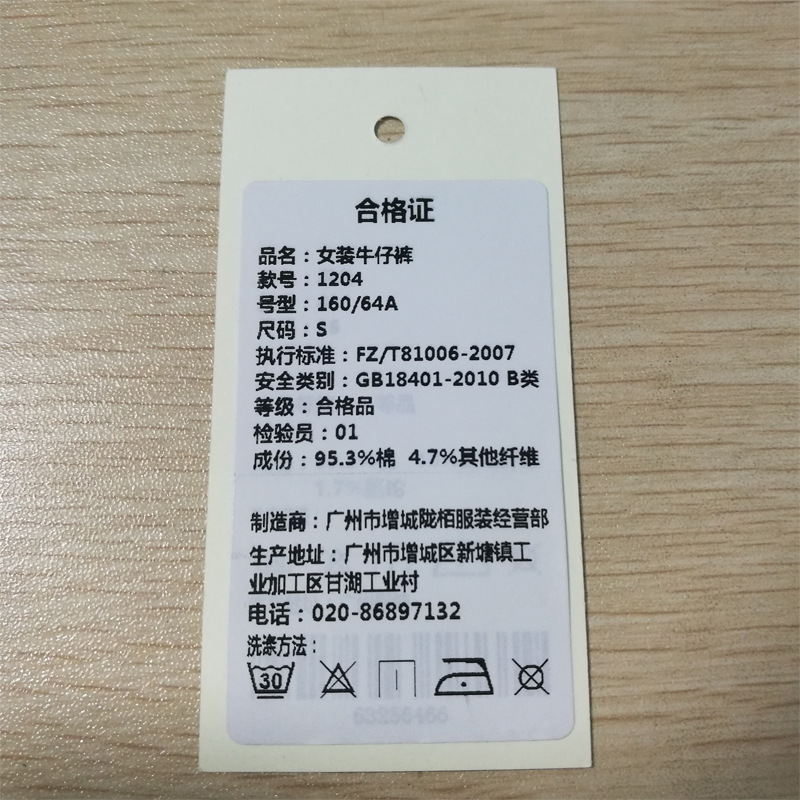 合格证
品名：女装牛仔裤
款号：1204
号型：160/64A
尺码：S
执行标准：FZ/T81006-2007
安全类别：GB18401-2010 B类
等级：合格品
检验员：01
成份：95.3%棉 4.7%其他纤维
制造商：广州市增城陇栢服装经营部
生产地址：广州市增城区新塘镇工
业加工区甘湖工业村
电话：020-86897132
洗涤方法：
30
63256466